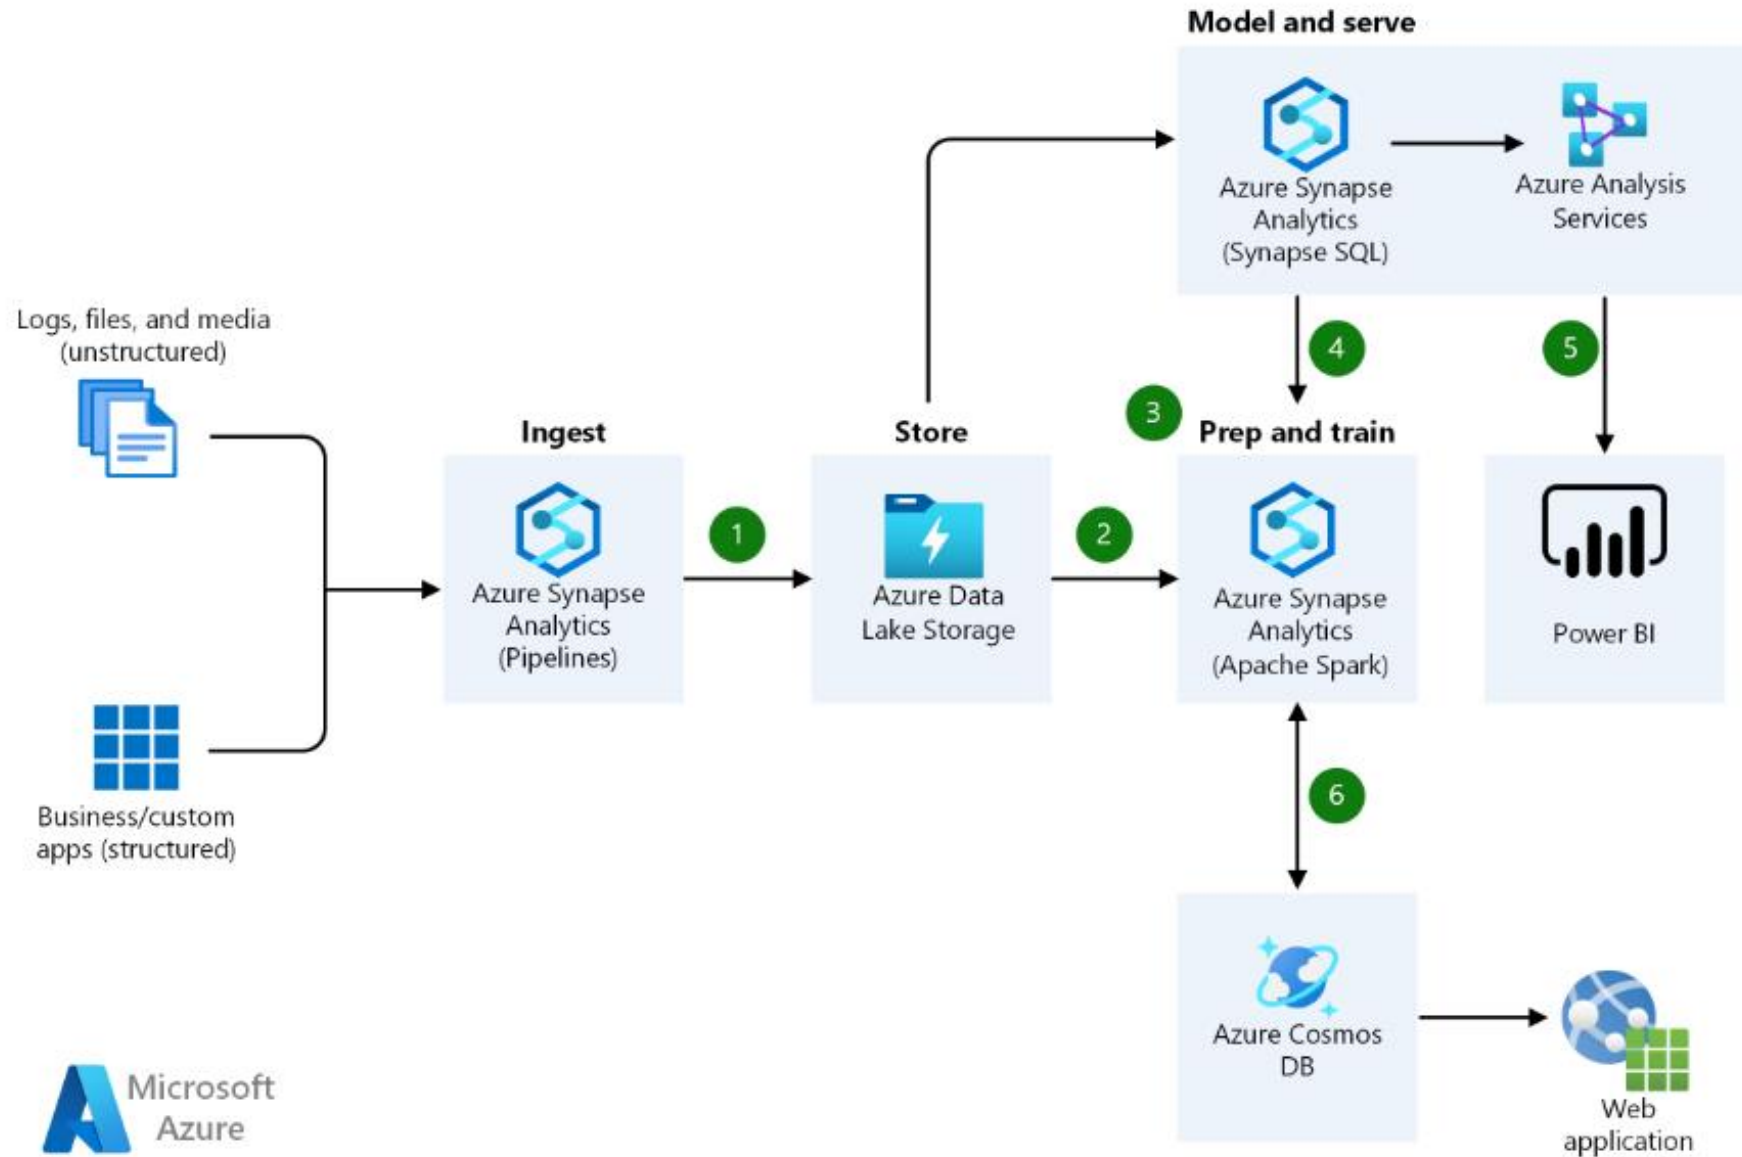 Model and serve
Azure Synapse
Analytics
(Synapse SQL)
Azure Analysis
Services
Logs, files, and media
(unstructured)
4
5
3
Ingest
Store
Prep and train
1
2
Azure Synapse
Analytics
(Pipelines)
Azure Data
Lake Storage
Azure Synapse
Analytics
(Apache Spark)
Power BI
Business/custom
apps (structured)
6
Azure Cosmos
DB
Web
application
Microsoft
Azure